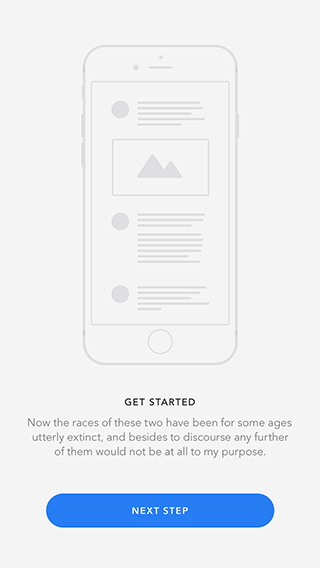 GET STARTED
Now the races of these two have been for some ages
utterly extinct, and besides to discourse any further
of them would not be at all to my purpose.
NEXT STEP